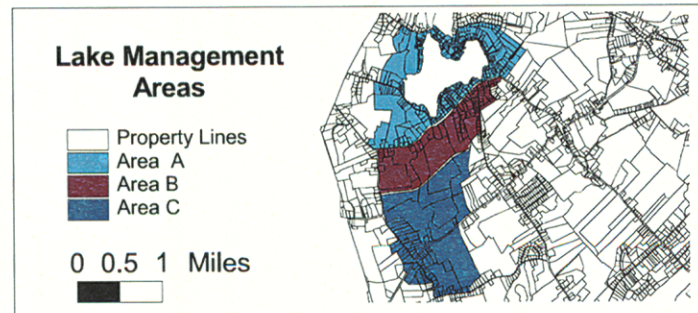 Lake Management
Areas
Property Lines
Area A
Area B
Area C
0 0.5 1 Miles